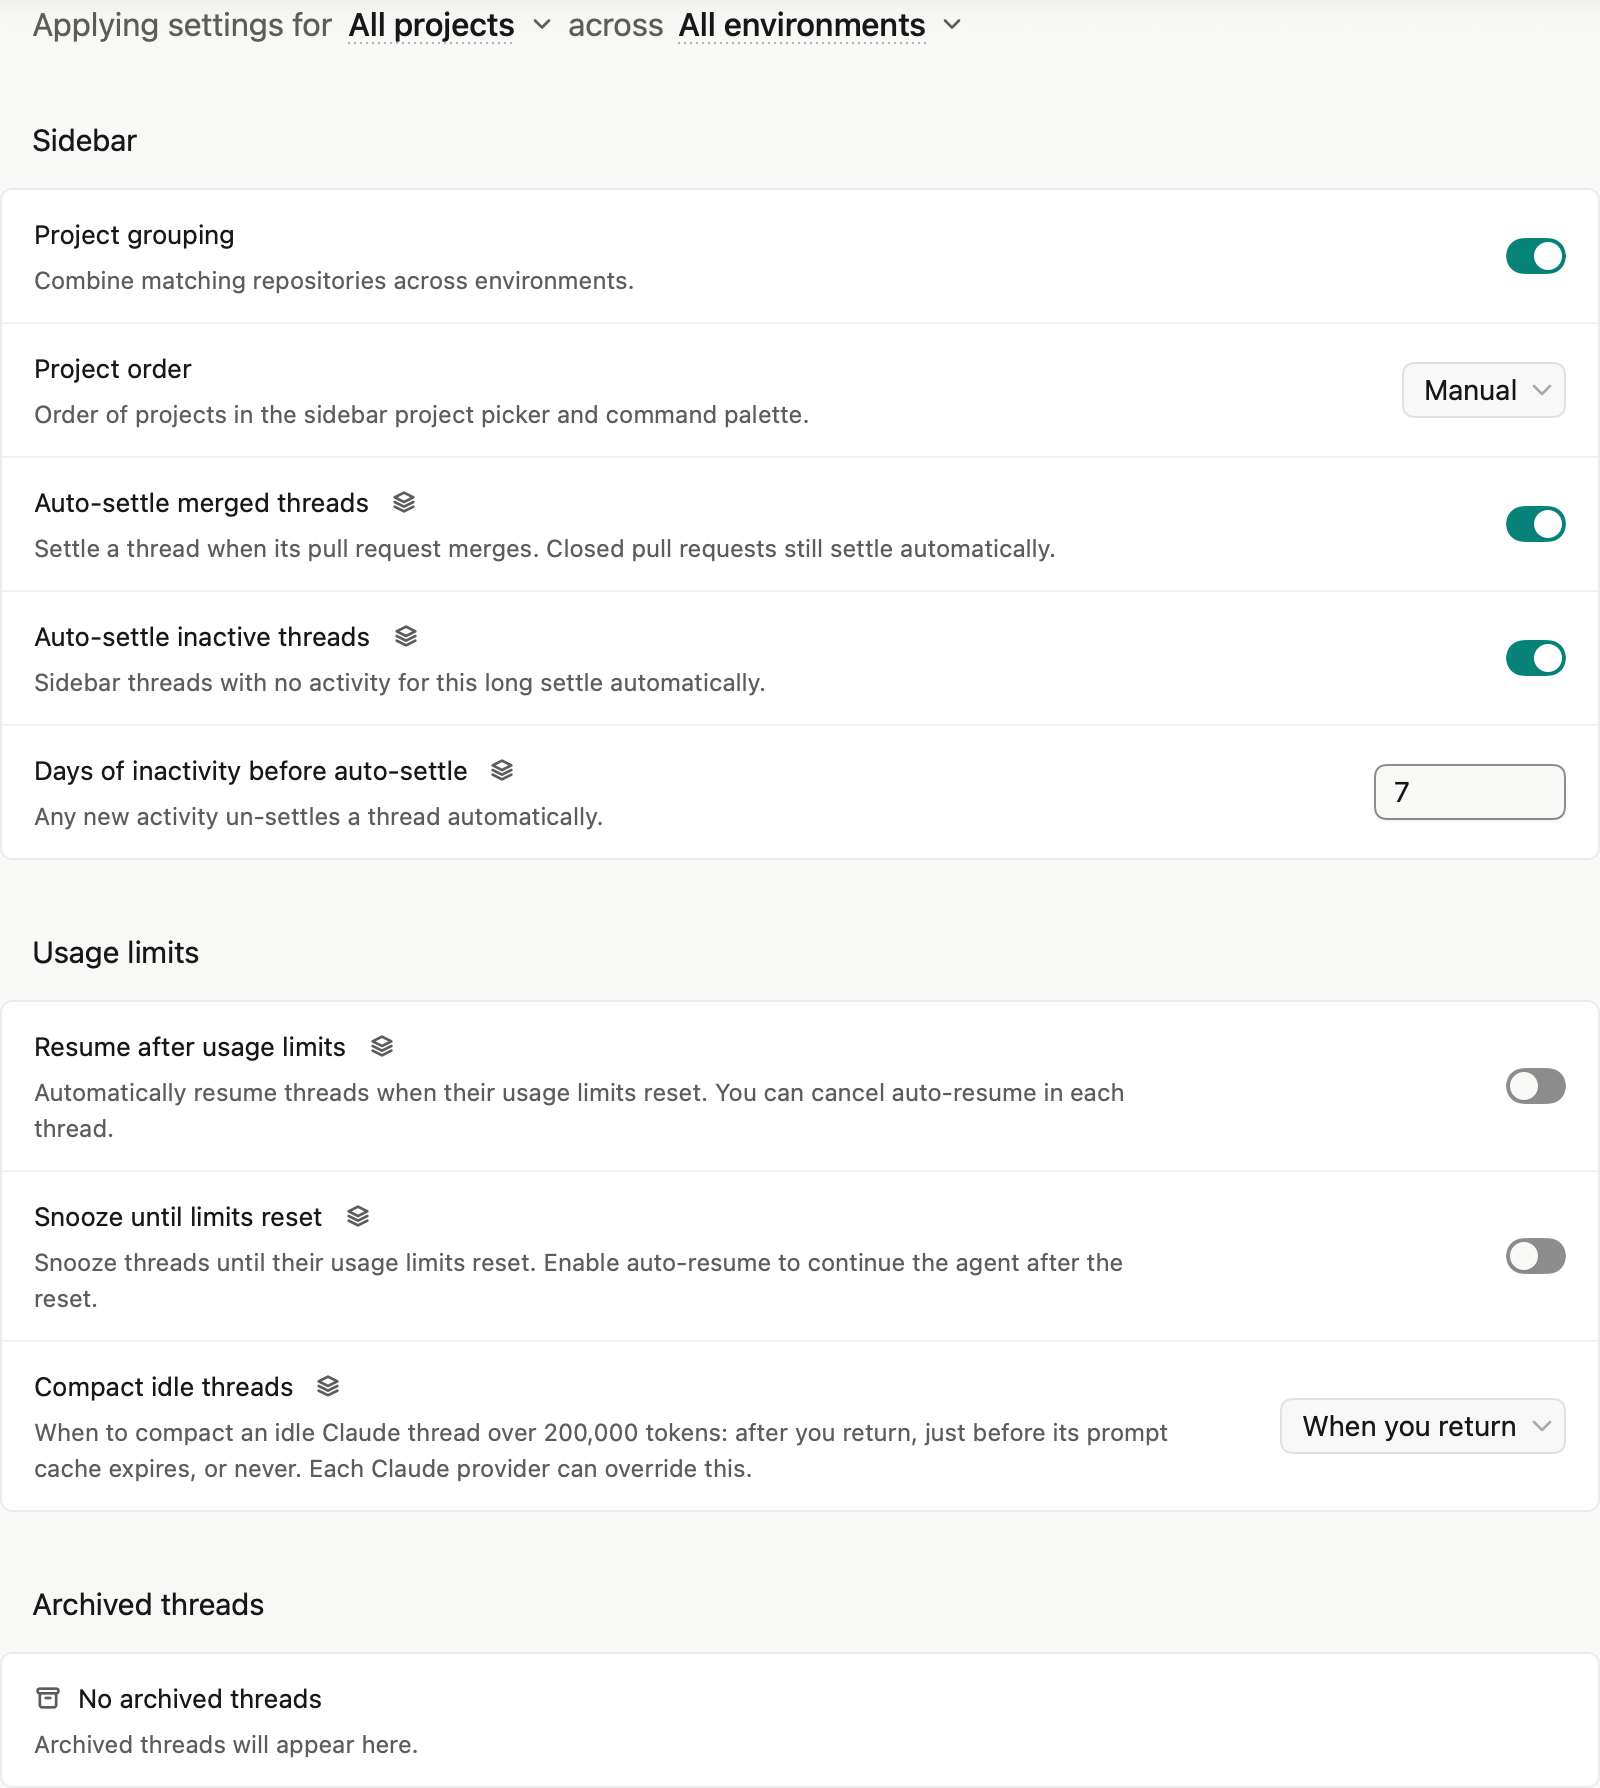 Applying settings for All projects across All environments
Sidebar
Project grouping
Combine matching repositories across environments.
Project order
Order of projects in the sidebar project picker and command palette.
Manual
Auto-settle merged threads
Settle a thread when its pull request merges. Closed pull requests still settle automatically.
Auto-settle inactive threads
Sidebar threads with no activity for this long settle automatically.
Days of inactivity before auto-settle
Any new activity un-settles a thread automatically.
7
Usage limits
Resume after usage limits
Automatically resume threads when their usage limits reset. You can cancel auto-resume in each
thread.
Snooze until limits reset
Snooze threads until their usage limits reset. Enable auto-resume to continue the agent after the
reset.
Compact idle threads
When to compact an idle Claude thread over 200,000 tokens: after you return, just before its prompt
cache expires, or never. Each Claude provider can override this.
When you return
Archived threads
No archived threads
Archived threads will appear here.